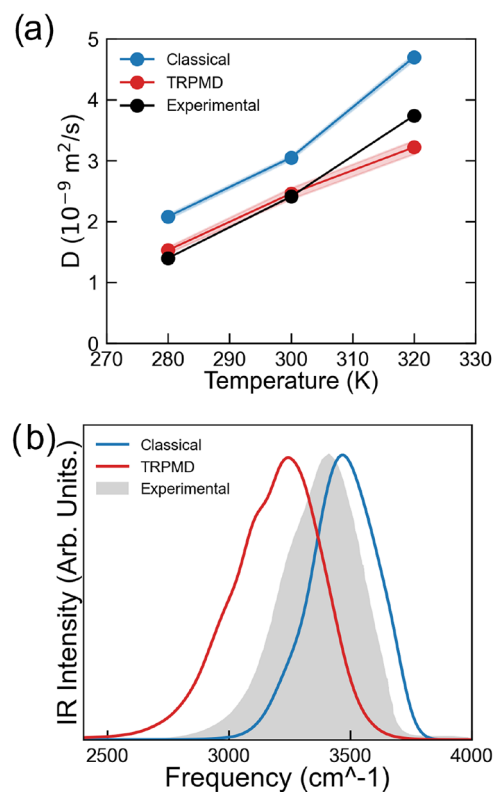 (a)
5
4
3
2
1
0
D (10⁻⁹ m²/s)
Classical
TRPMD
Experimental
270 280 290 300 310 320 330
Temperature (K)
(b)
IR Intensity (Arb. Units.)
Classical
TRPMD
Experimental
2500 3000 3500 4000
Frequency (cm^-1)